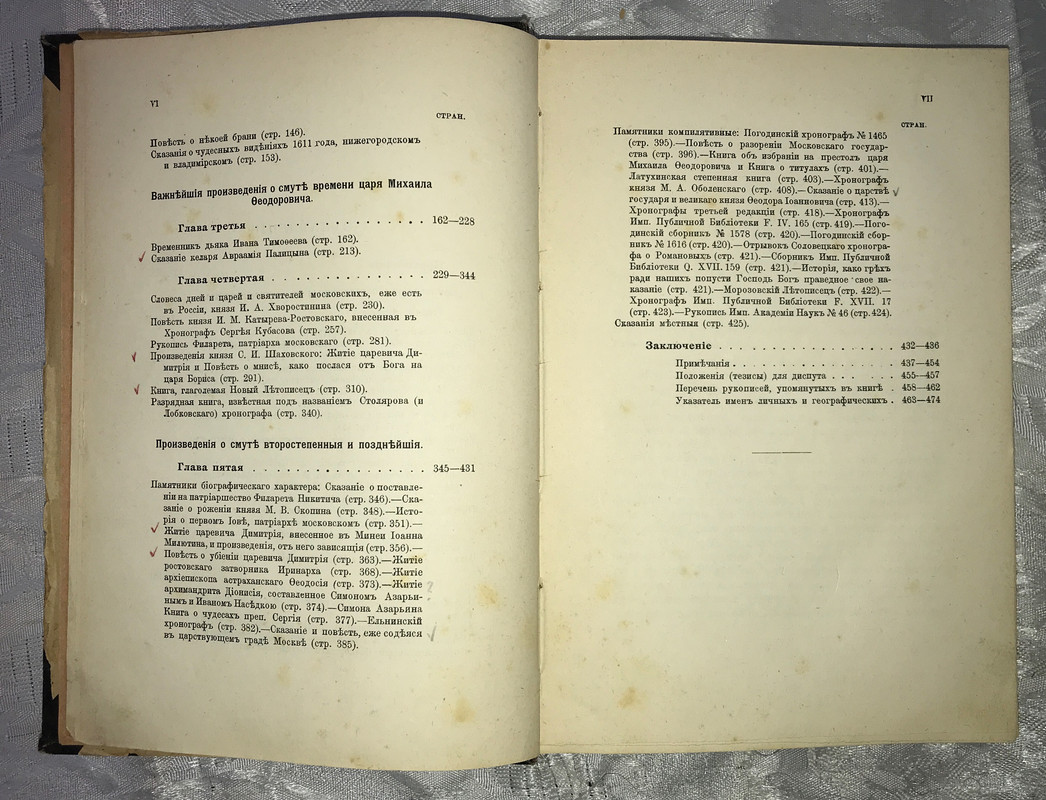 VI
СТРАН.
Повѣсть о нѣкоей брани (стр. 146).
Сказанія о чудесныхъ видѣніяхъ 1611 года, нижегородскомъ
и владимірскомъ (стр. 153).
Важнѣйшія произведенія о смутѣ времени царя Михаила
Ѳеодоровича.
Глава третья . . . . . . . . . . . . . . 162—228
Временникъ дьяка Ивана Тимоѳеева (стр. 162).
Сказаніе келаря Авраамія Палицына (стр. 213).
Глава четвертая . . . . . . . . . . . . . 229—344
Словеса дней и царей и святителей московскихъ, еже есть
въ Россіи, князя И. А. Хворостинина (стр. 230).
Повѣсть князя И. М. Катырева-Ростовскаго, внесенная въ
Хронографъ Сергѣя Кубасова (стр. 257).
Рукопись Филарета, патріарха московскаго (стр. 281).
Произведенія князя С. И. Шаховскаго: Житіе царевича Ди-
митрія и Повѣсть о мнисѣ, како послася отъ Бога на
царя Бориса (стр. 291).
Книга, глаголемая Новый Лѣтописецъ (стр. 310).
Разрядная книга, извѣстная подъ названіемъ Столярова (и
Лобковскаго) хронографа (стр. 340).
Произведенія о смутѣ второстепенныя и позднѣйшія.
Глава пятая . . . . . . . . . . . . . . . 345—431
Памятники біографическаго характера: Сказаніе о поставле-
ніи на патріаршество Филарета Никитича (стр. 346).—Ска-
заніе о роженіи князя М. В. Скопина (стр. 348).—Исто-
рія о первомъ Іовѣ, патріархѣ московскомъ (стр. 351).—
Житіе царевича Димитрія, внесенное въ Минеи Іоанна
Милютина, и произведенія, отъ него зависящія (стр. 356).—
Повѣсть о убіеніи царевича Димитрія (стр. 363).—Житіе
ростовскаго затворника Иринарха (стр. 368).—Житіе
архіепископа астраханскаго Ѳеодосія (стр. 373).—Житіе
архимандрита Діонисія, составленное Симономъ Азарьи-
нымъ и Иваномъ Насѣдкою (стр. 374).—Симона Азарьина
Книга о чудесахъ преп. Сергія (стр. 377).—Ельнинскій
хронографъ (стр. 382).—Сказаніе и повѣсть, еже содѣяся
въ царствующемъ градѣ Москвѣ (стр. 385).
VII
СТРАН.
Памятники компилятивные: Погодинскій хронографъ № 1465
(стр. 395).—Повѣсть о разореніи Московскаго государ-
ства (стр. 396).—Книга объ избраніи на престолъ царя
Михаила Ѳеодоровича и Книга о титулахъ (стр. 401).—
Латухинская степенная книга (стр. 403).—Хронографъ
князя М. А. Оболенскаго (стр. 408).—Сказаніе о царствѣ
государя и великаго князя Ѳеодора Іоанновича (стр. 413).—
Хронографы третьей редакціи (стр. 418).—Хронографъ
Имп. Публичной Библіотеки F. IV. 165 (стр. 419).—Пого-
динскій сборникъ № 1578 (стр. 420).—Погодинскій сбор-
никъ № 1616 (стр. 420).—Отрывокъ Соловецкаго хроногра-
фа о Романовыхъ (стр. 421).—Сборникъ Имп. Публичной
Библіотеки Q. XVII. 159 (стр. 421).—Исторія, како грѣхъ
ради нашихъ попусти Господь Богъ праведное свое на-
казаніе (стр. 421).—Морозовскій Лѣтописецъ (стр. 422).—
Хронографъ Имп. Публичной Библіотеки F. XVII. 17
(стр. 423).—Рукопись Имп. Академіи Наукъ № 46 (стр. 424).
Сказанія мѣстныя (стр. 425).
Заключеніе . . . . . . . . . . . . . . . 432—436
Примѣчанія . . . . . . . . . . . . . 437—454
Положенія (тезисы) для диспута . . . . . . 455—457
Перечень рукописей, упомянутыхъ въ книгѣ . 458—462
Указатель именъ личныхъ и географическихъ . 463—474